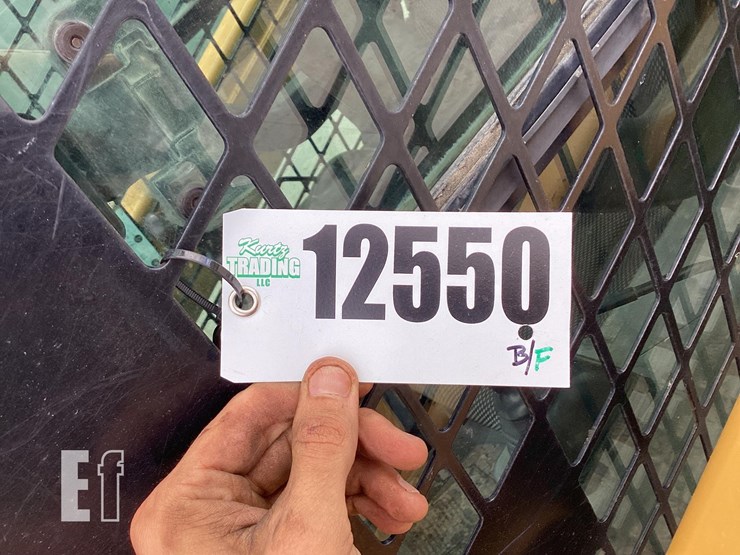 Kurtz
TRADING
LLC
12550
B/F
Ef